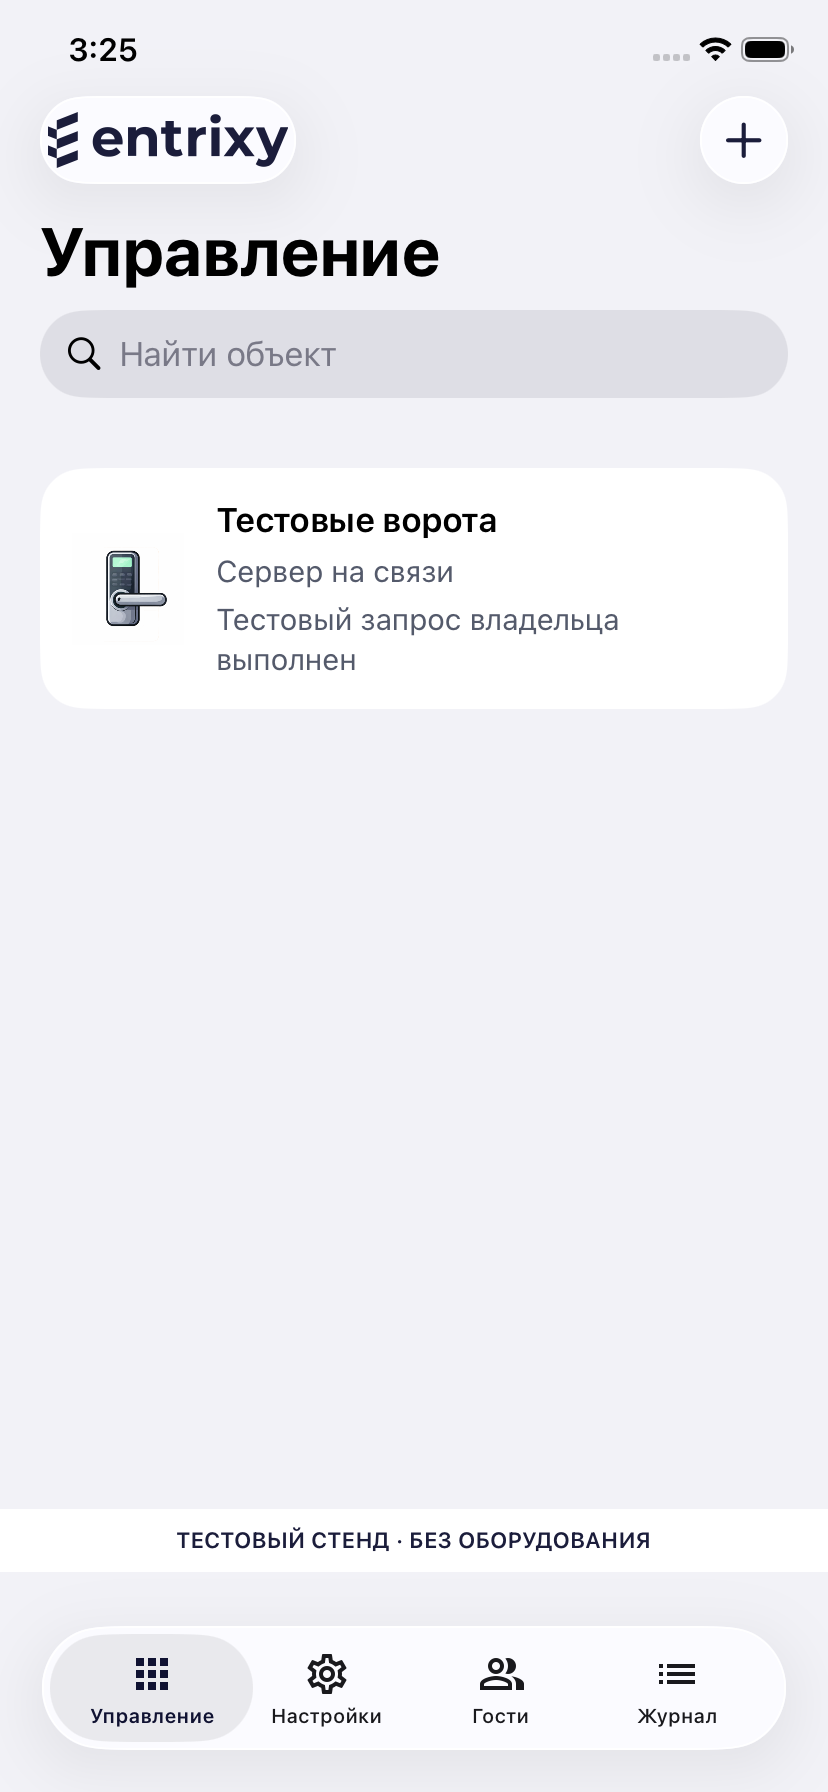 3:25
entrixy
Управление
Найти объект
Тестовые ворота
Сервер на связи
Тестовый запрос владельца
выполнен
ТЕСТОВЫЙ СТЕНД · БЕЗ ОБОРУДОВАНИЯ
Управление
Настройки
Гости
Журнал